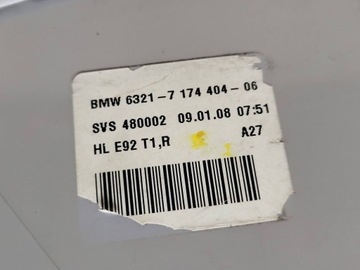 BMW 6321-7 174 404-06
SVS 480002 09.01.08 07:51
HL E92 T1,R A27